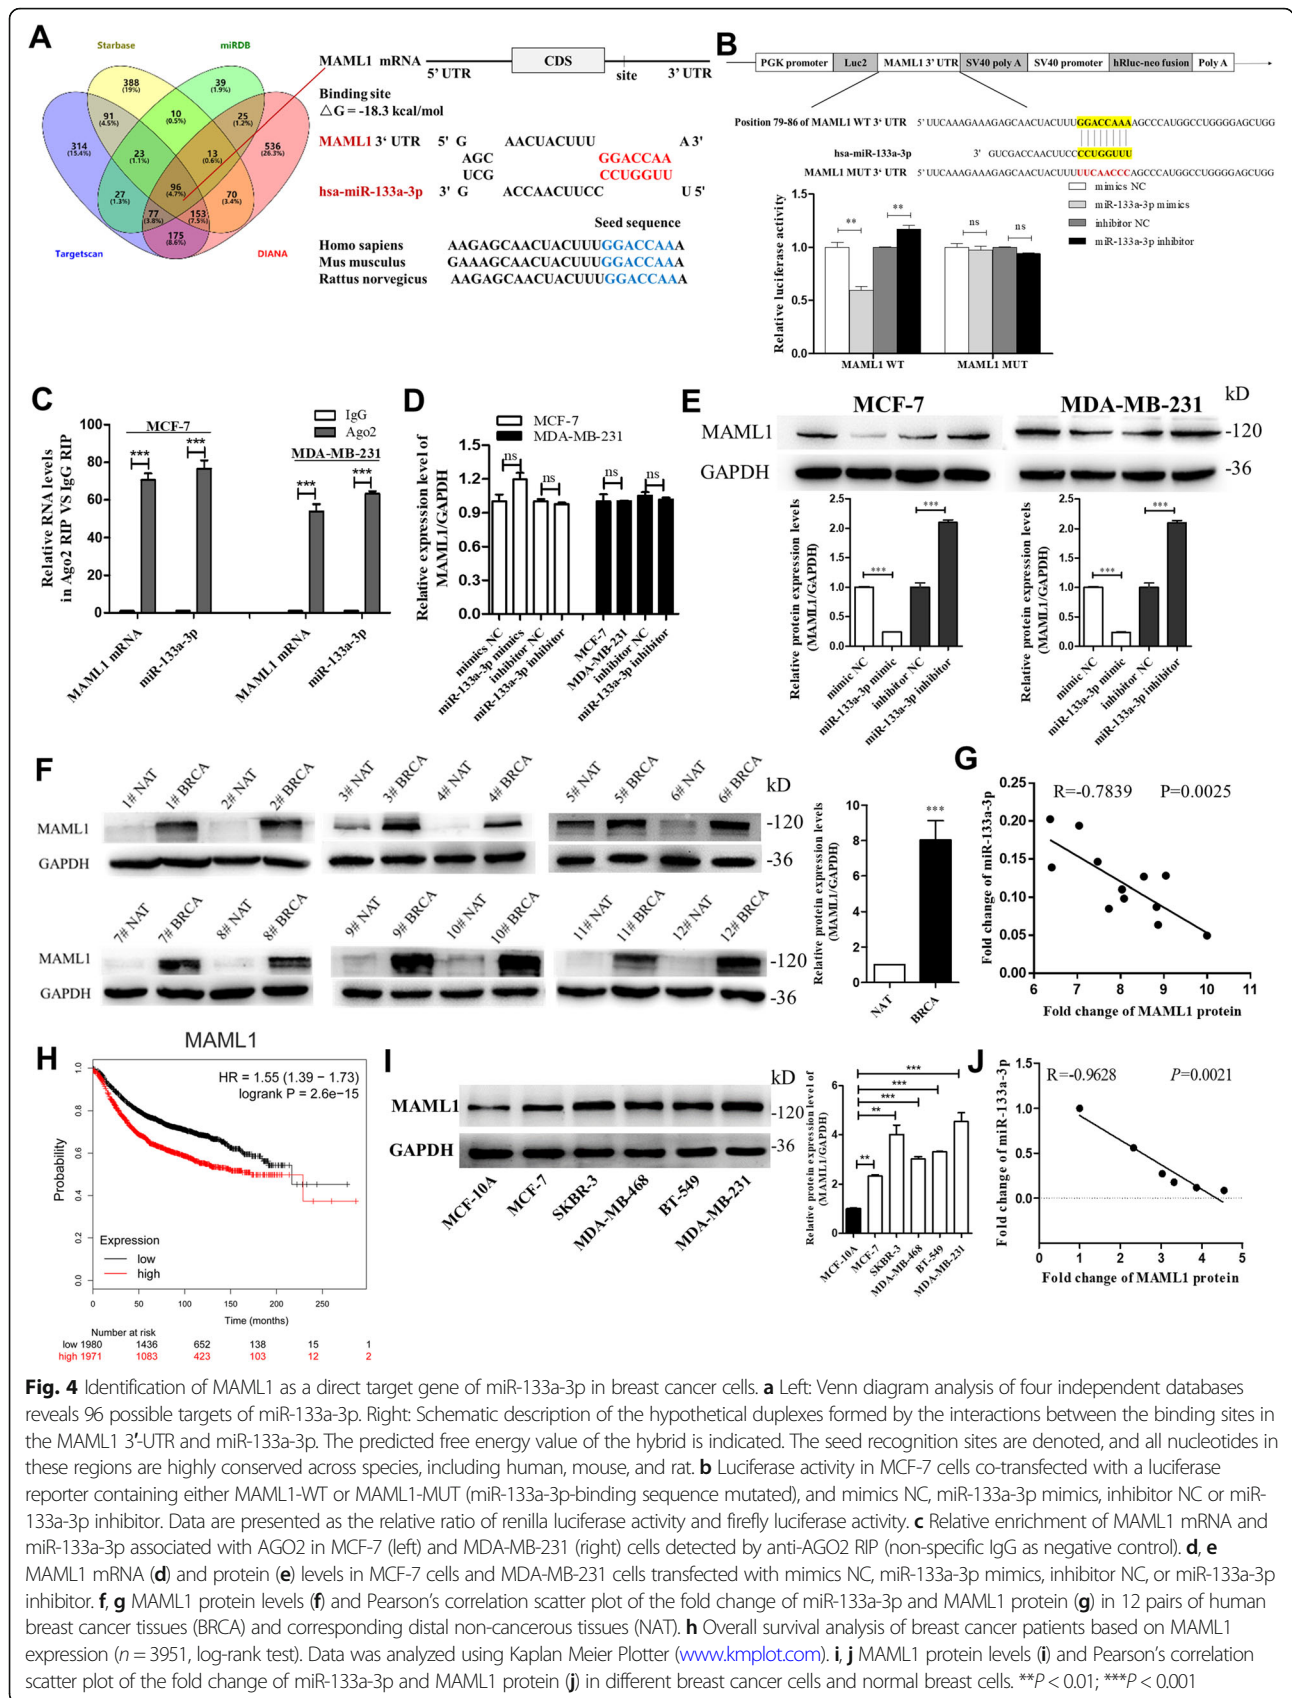 A
Starbase
miRDB
388
(19%)
39
(1.9%)
91
(4.5%)
10
(0.5%)
25
(1.2%)
314
(15.4%)
23
(1.1%)
13
(0.6%)
536
(26.3%)
27
(1.3%)
96
(4.7%)
70
(3.4%)
77
(3.8%)
153
(7.5%)
175
(8.6%)
Targetscan
DIANA
MAML1 mRNA
CDS
5' UTR
site
3' UTR
Binding site
△G = -18.3 kcal/mol
MAML1 3' UTR 5' G AACUACUUU A 3'
AGC GGACCAA
UCG CCUGGUU
hsa-miR-133a-3p 3' G ACCAACUUCC U 5'
Seed sequence
Homo sapiens AAGAGCAACUACUUUGGACCAAA
Mus musculus GAAAGCAACUACUUUGGACCAAA
Rattus norvegicus AAGAGCAACUACUUUGGACCAAA
B
PGK promoter Luc2 MAML1 3' UTR SV40 poly A SV40 promoter hRluc-neo fusion Poly A
Position 79-86 of MAML1 WT 3' UTR 5' UUCAAAGAAAGAGCAACUACUUUGGACCAAAAGCCCAUGGCCUGGGGAGCUGG
hsa-miR-133a-3p 3' GUCGACCAACUUCCCCUGGUUU
MAML1 MUT 3' UTR 5' UUCAAAGAAAGAGCAACUACUUUUUCAACCCAGCCCAUGGCCUGGGGAGCUGG
mimics NC
miR-133a-3p mimics
inhibitor NC
miR-133a-3p inhibitor
Relative luciferase activity
1.5
1.0
0.5
0.0
** ** ns ns
MAML1 WT MAML1 MUT
C
IgG
Ago2
Relative RNA levels
in Ago2 RIP VS IgG RIP
100
80
60
40
20
0
MCF-7
*** ***
MDA-MB-231
*** ***
MAML1 mRNA miR-133a-3p MAML1 mRNA miR-133a-3p
D
MCF-7
MDA-MB-231
Relative expression level of
MAML1/GAPDH
1.5
1.2
0.9
0.6
0.3
0.0
ns ns ns ns
mimics NC miR-133a-3p mimics inhibitor NC miR-133a-3p inhibitor MCF-7 MDA-MB-231 inhibitor NC miR-133a-3p inhibitor
E
MCF-7 MDA-MB-231 kD
MAML1 -120
GAPDH -36
Relative protein expression levels
(MAML1/GAPDH)
2.5
2.0
1.5
1.0
0.5
0.0
*** ***
mimic NC miR-133a-3p mimic inhibitor NC miR-133a-3p inhibitor
Relative protein expression levels
(MAML1/GAPDH)
2.5
2.0
1.5
1.0
0.5
0.0
*** ***
mimic NC miR-133a-3p mimic inhibitor NC miR-133a-3p inhibitor
F
1# NAT 1# BRCA 2# NAT 2# BRCA 3# NAT 3# BRCA 4# NAT 4# BRCA 5# NAT 5# BRCA 6# NAT 6# BRCA kD
MAML1 -120
GAPDH -36
7# NAT 7# BRCA 8# NAT 8# BRCA 9# NAT 9# BRCA 10# NAT 10# BRCA 11# NAT 11# BRCA 12# NAT 12# BRCA
MAML1 -120
GAPDH -36
Relative protein expression levels
(MAML1/GAPDH)
10
8
6
4
2
0
***
NAT BRCA
G
R=-0.7839 P=0.0025
Fold change of miR-133a-3p
0.25
0.20
0.15
0.10
0.05
0.00
6 7 8 9 10 11
Fold change of MAML1 protein
H
MAML1
HR = 1.55 (1.39 − 1.73)
logrank P = 2.6e−15
Probability
1.0
0.8
0.6
0.4
0.2
0.0
Expression
low
high
0 50 100 150 200 250
Time (months)
Number at risk
low 1980 1436 652 138 15 1
high 1971 1083 423 103 12 2
I
kD
MAML1 -120
GAPDH -36
MCF-10A MCF-7 SKBR-3 MDA-MB-468 BT-549 MDA-MB-231
Relative protein expression level of
(MAML1/GAPDH)
6
4
2
0
***
***
***
**
**
MCF-10A MCF-7 SKBR-3 MDA-MB-468 BT-549 MDA-MB-231
J
R=-0.9628 P=0.0021
Fold change of miR-133a-3p
1.5
1.0
0.5
0.0
0 1 2 3 4 5
Fold change of MAML1 protein
Fig. 4 Identification of MAML1 as a direct target gene of miR-133a-3p in breast cancer cells. a Left: Venn diagram analysis of four independent databases
reveals 96 possible targets of miR-133a-3p. Right: Schematic description of the hypothetical duplexes formed by the interactions between the binding sites in
the MAML1 3′-UTR and miR-133a-3p. The predicted free energy value of the hybrid is indicated. The seed recognition sites are denoted, and all nucleotides in
these regions are highly conserved across species, including human, mouse, and rat. b Luciferase activity in MCF-7 cells co-transfected with a luciferase
reporter containing either MAML1-WT or MAML1-MUT (miR-133a-3p-binding sequence mutated), and mimics NC, miR-133a-3p mimics, inhibitor NC or miR-
133a-3p inhibitor. Data are presented as the relative ratio of renilla luciferase activity and firefly luciferase activity. c Relative enrichment of MAML1 mRNA and
miR-133a-3p associated with AGO2 in MCF-7 (left) and MDA-MB-231 (right) cells detected by anti-AGO2 RIP (non-specific IgG as negative control). d, e
MAML1 mRNA (d) and protein (e) levels in MCF-7 cells and MDA-MB-231 cells transfected with mimics NC, miR-133a-3p mimics, inhibitor NC, or miR-133a-3p
inhibitor. f, g MAML1 protein levels (f) and Pearson's correlation scatter plot of the fold change of miR-133a-3p and MAML1 protein (g) in 12 pairs of human
breast cancer tissues (BRCA) and corresponding distal non-cancerous tissues (NAT). h Overall survival analysis of breast cancer patients based on MAML1
expression (n = 3951, log-rank test). Data was analyzed using Kaplan Meier Plotter (www.kmplot.com). i, j MAML1 protein levels (i) and Pearson's correlation
scatter plot of the fold change of miR-133a-3p and MAML1 protein (j) in different breast cancer cells and normal breast cells. **P < 0.01; ***P < 0.001